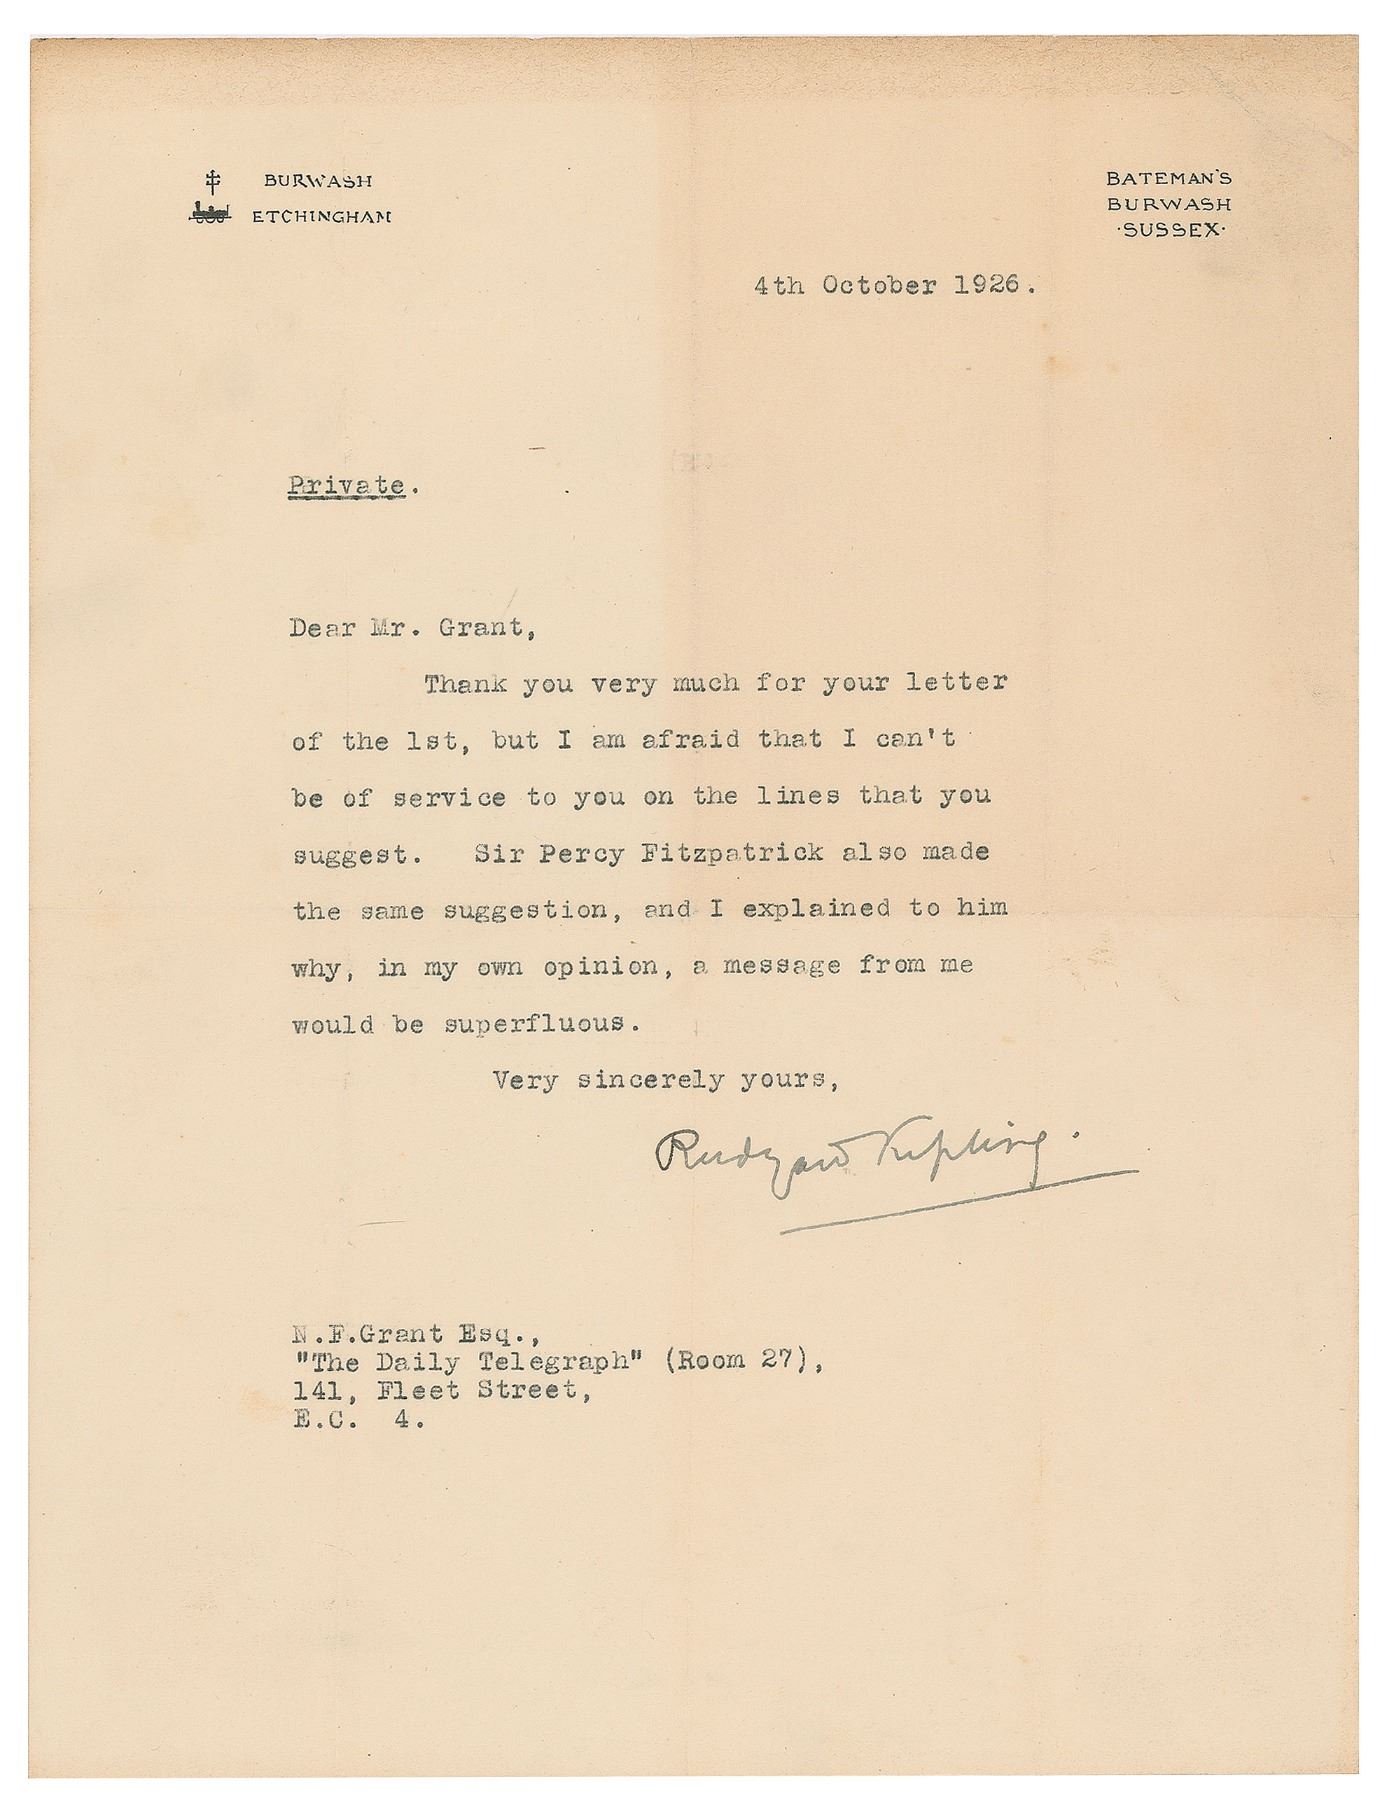 BURWASH
ETCHINGHAM
BATEMAN'S
BURWASH
·SUSSEX·
4th October 1926.
Private.
Dear Mr. Grant,
Thank you very much for your letter
of the 1st, but I am afraid that I can't
be of service to you on the lines that you
suggest. Sir Percy Fitzpatrick also made
the same suggestion, and I explained to him
why, in my own opinion, a message from me
would be superfluous.
Very sincerely yours,
Rudyard Kipling.
N.F.Grant Esq.,
"The Daily Telegraph" (Room 27),
141, Fleet Street,
E.C. 4.